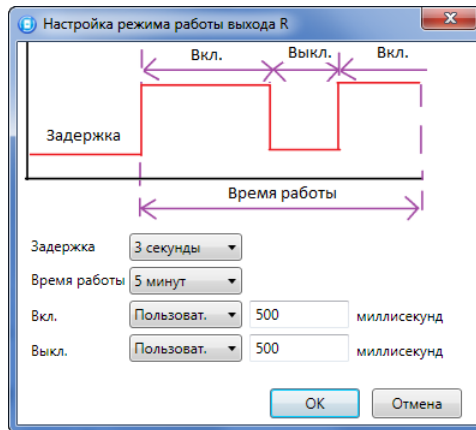 Настройка режима работы выхода R
Вкл. Выкл. Вкл.
Задержка
Время работы
Задержка 3 секунды
Время работы 5 минут
Вкл. Пользоват. 500 миллисекунд
Выкл. Пользоват. 500 миллисекунд
OK Отмена